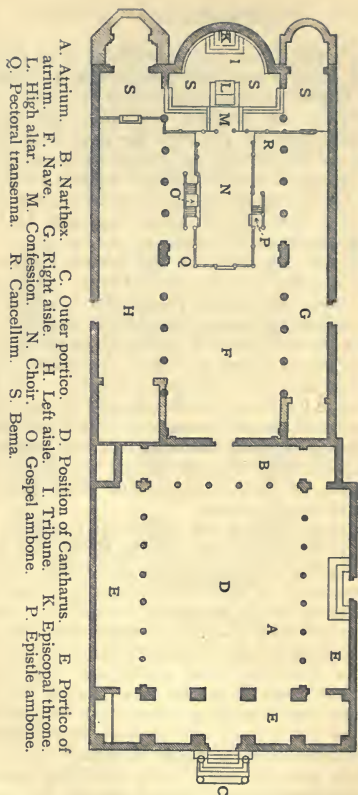 S
K
I
S
S
L
S
M
R
N
O
P
Q
G
H
F
B
D
A
E
E
E
C
A. Atrium. B. Narthex. C. Outer portico. D. Position of Cantharus. E Portico of
atrium. F. Nave. G. Right aisle. H. Left aisle. I. Tribune. K. Episcopal throne.
L. High altar. M. Confession. N. Choir. O. Gospel ambone. P. Epistle ambone.
Q. Pectoral transenna. R. Cancellum. S. Bema.